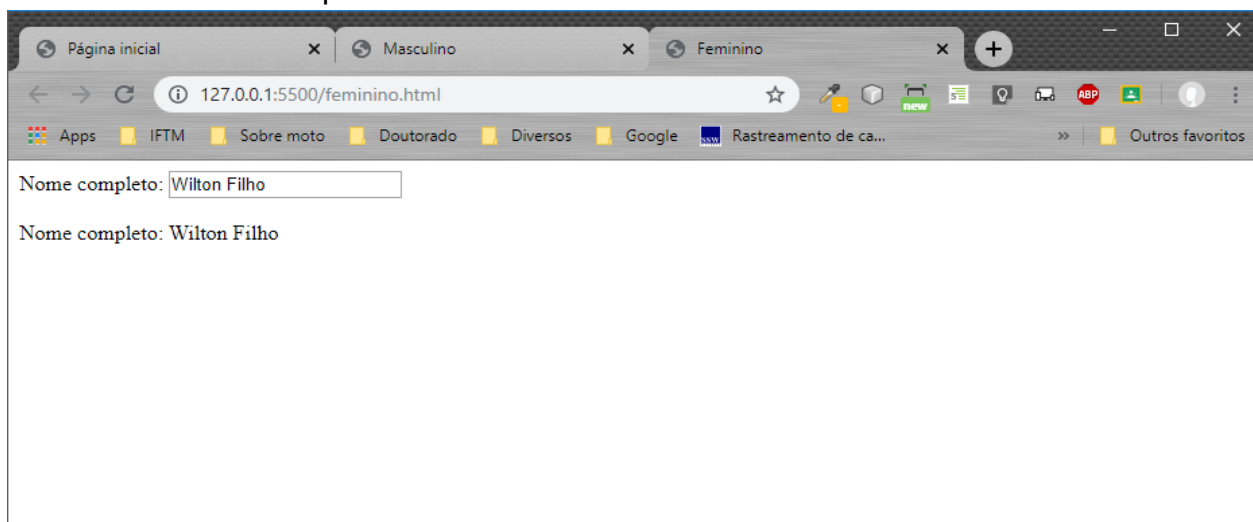 Página inicial Masculino Feminino
127.0.0.1:5500/feminino.html new ABP
Apps IFTM Sobre moto Doutorado Diversos Google ssw Rastreamento de ca... » Outros favoritos
Nome completo: Wilton Filho
Nome completo: Wilton Filho